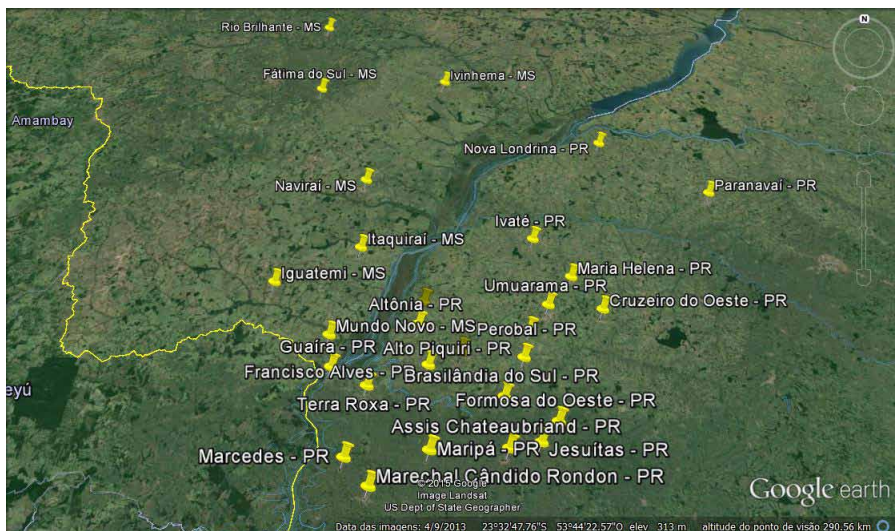 Rio Brilhante - MS
N
Fátima do Sul - MS
Ivinhema - MS
Amambay
Nova Londrina - PR
Naviraí - MS
Paranavaí - PR
Ivaté - PR
Itaquiraí - MS
Iguatemi - MS
Maria Helena - PR
Umuarama - PR
Altônia - PR
Cruzeiro do Oeste - PR
Mundo Novo - MS
Perobal - PR
Guaíra - PR
Alto Piquiri - PR
Francisco Alves - PR
Brasilândia do Sul - PR
eyú
Terra Roxa - PR
Formosa do Oeste - PR
Assis Chateaubriand - PR
Marcedes - PR
Maripá - PR
Jesuítas - PR
Marechal Cândido Rondon - PR
© 2015 Google
Image Landsat
US Dept of State Geographer
Google earth
Data das imagens: 4/9/2013 23°32'47.76"S 53°44'22.57"O elev 313 m altitude do ponto de visão 290.56 km